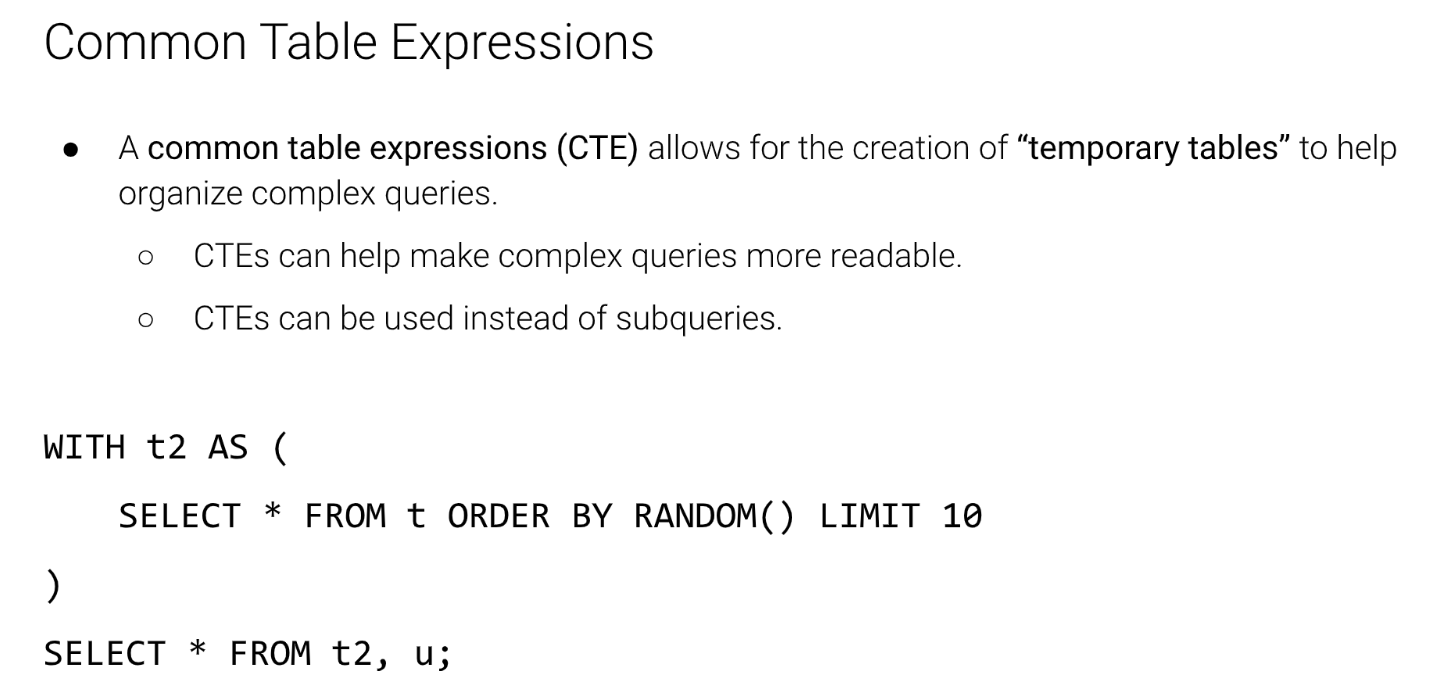 Common Table Expressions
● A common table expressions (CTE) allows for the creation of “temporary tables” to help
organize complex queries.
○ CTEs can help make complex queries more readable.
○ CTEs can be used instead of subqueries.
WITH t2 AS (
    SELECT * FROM t ORDER BY RANDOM() LIMIT 10
)
SELECT * FROM t2, u;